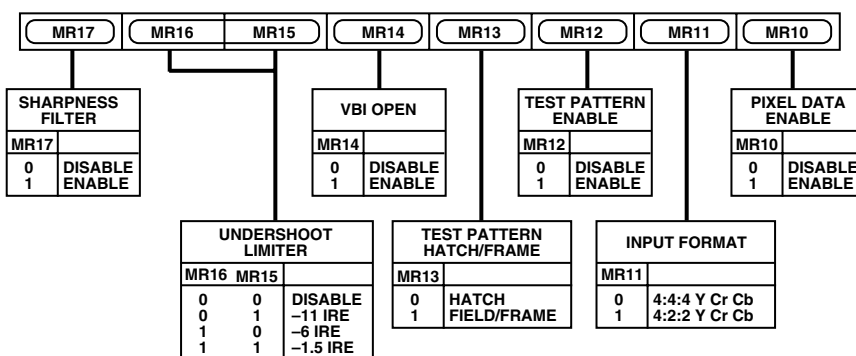 MR17 MR16 MR15 MR14 MR13 MR12 MR11 MR10
SHARPNESS
FILTER
MR17
0 DISABLE
1 ENABLE
VBI OPEN
MR14
0 DISABLE
1 ENABLE
TEST PATTERN
ENABLE
MR12
0 DISABLE
1 ENABLE
PIXEL DATA
ENABLE
MR10
0 DISABLE
1 ENABLE
UNDERSHOOT
LIMITER
MR16 MR15
0 0 DISABLE
0 1 –11 IRE
1 0 –6 IRE
1 1 –1.5 IRE
TEST PATTERN
HATCH/FRAME
MR13
0 HATCH
1 FIELD/FRAME
INPUT FORMAT
MR11
0 4:4:4 Y Cr Cb
1 4:2:2 Y Cr Cb